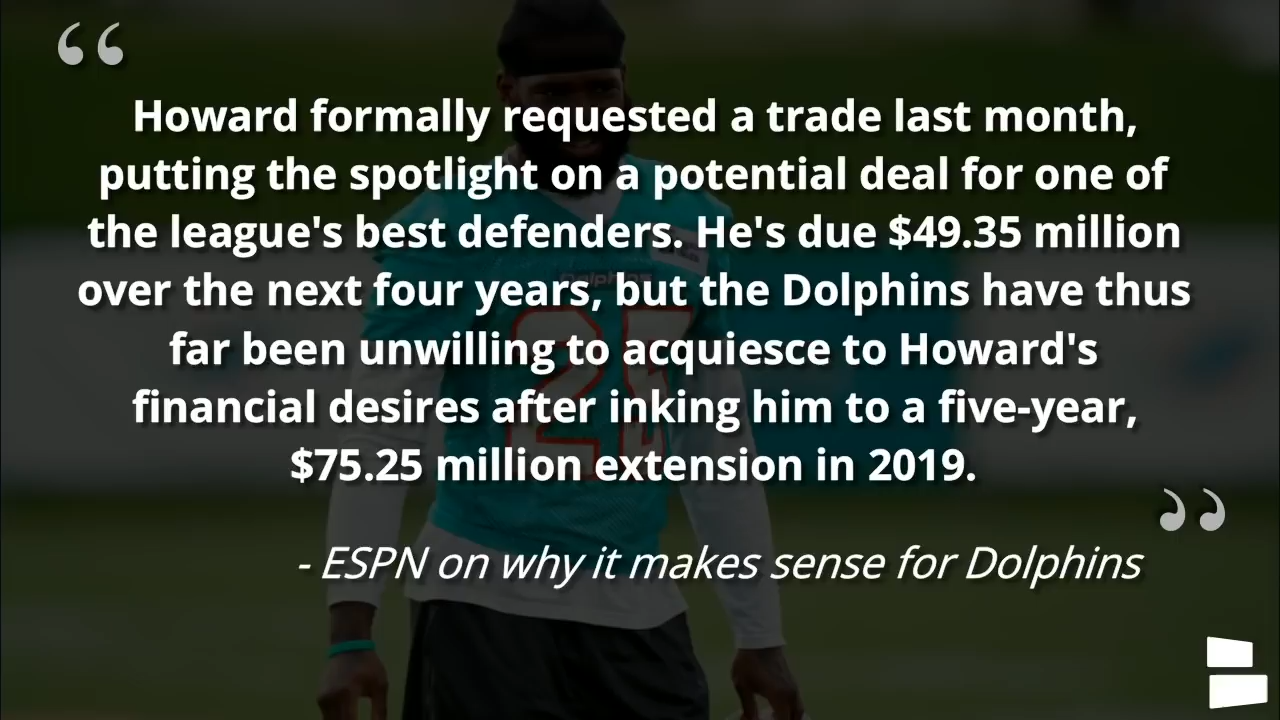 “
Howard formally requested a trade last month,
putting the spotlight on a potential deal for one of
the league's best defenders. He's due $49.35 million
over the next four years, but the Dolphins have thus
far been unwilling to acquiesce to Howard's
financial desires after inking him to a five-year,
$75.25 million extension in 2019.
”
- ESPN on why it makes sense for Dolphins
Dolphins